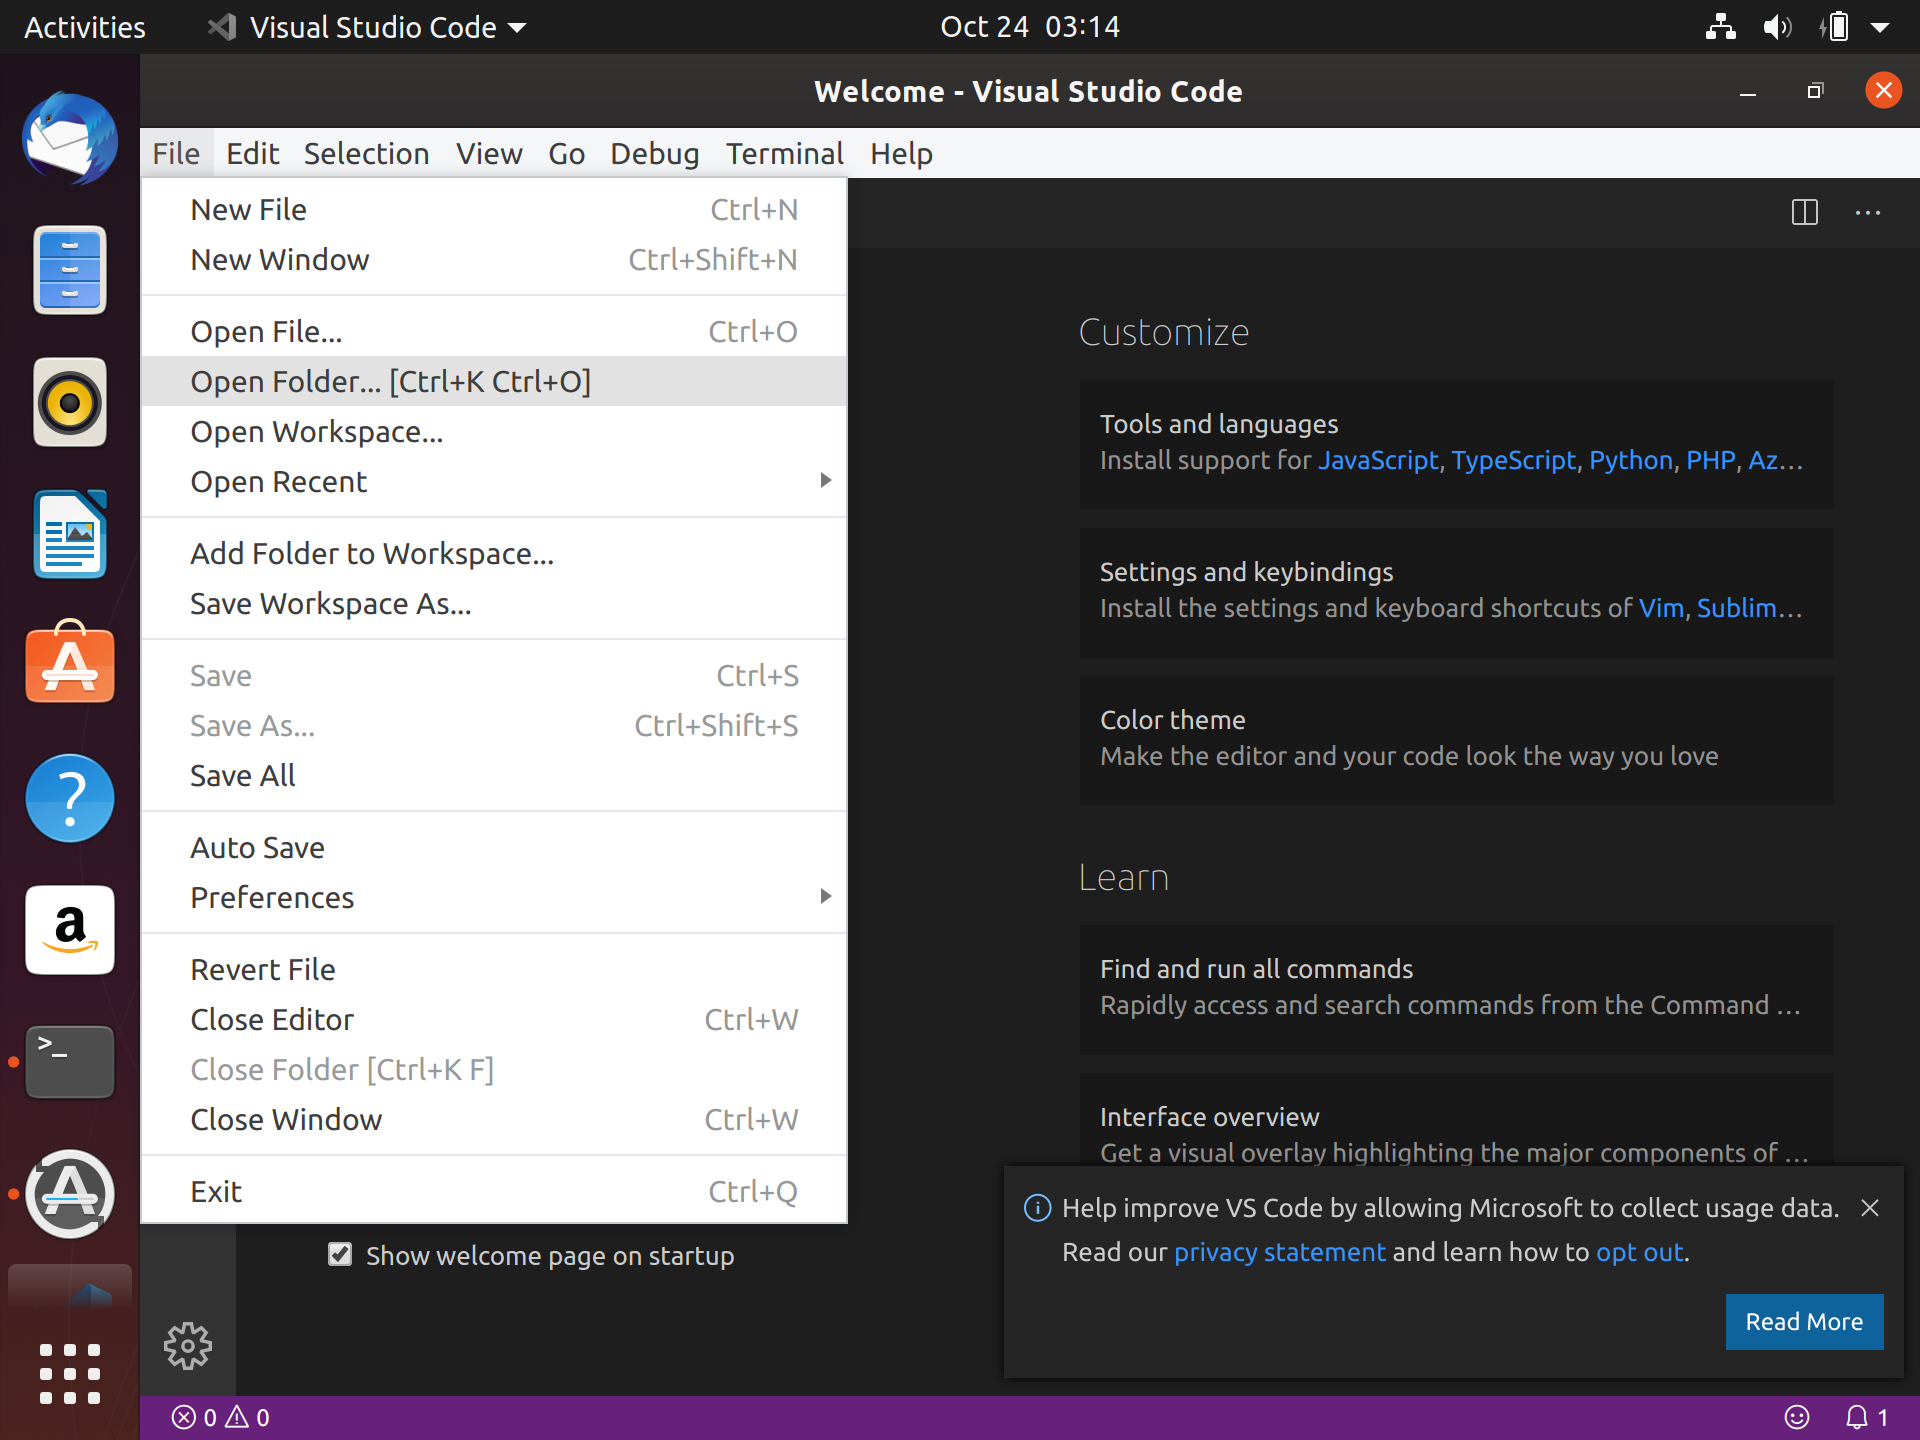 Activities
Visual Studio Code
Oct 24 03:14
Welcome - Visual Studio Code
File Edit Selection View Go Debug Terminal Help
New File Ctrl+N
New Window Ctrl+Shift+N
Open File... Ctrl+O
Open Folder... [Ctrl+K Ctrl+O]
Open Workspace...
Open Recent
Add Folder to Workspace...
Save Workspace As...
Save Ctrl+S
Save As... Ctrl+Shift+S
Save All
Auto Save
Preferences
Revert File
Close Editor Ctrl+W
Close Folder [Ctrl+K F]
Close Window Ctrl+W
Exit Ctrl+Q
Show welcome page on startup
Customize
Tools and languages
Install support for JavaScript, TypeScript, Python, PHP, Az...
Settings and keybindings
Install the settings and keyboard shortcuts of Vim, Sublim...
Color theme
Make the editor and your code look the way you love
Learn
Find and run all commands
Rapidly access and search commands from the Command ...
Interface overview
Get a visual overlay highlighting the major components of ...
Help improve VS Code by allowing Microsoft to collect usage data.
Read our privacy statement and learn how to opt out.
Read More
0 0
1
?
a
>_